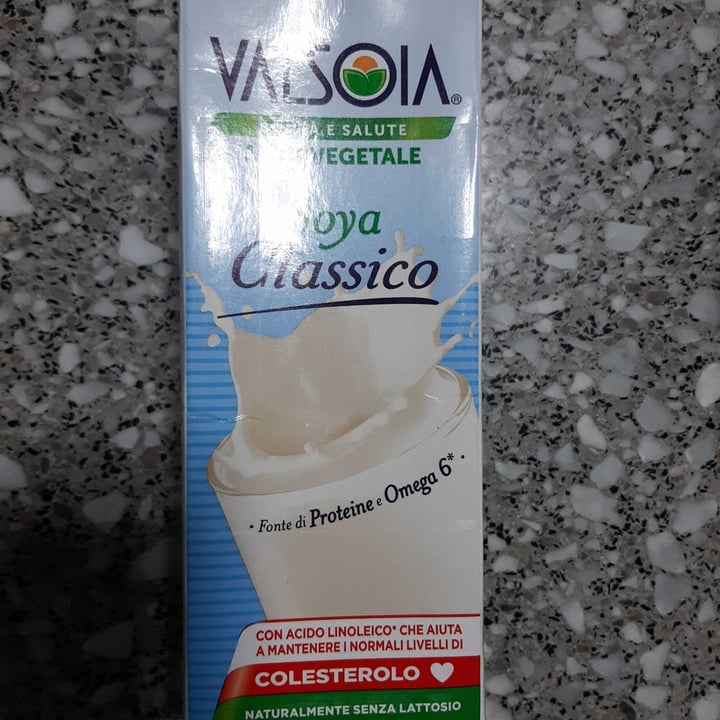 VALSOIA®
E SALUTE
VEGETALE
Soya
Classico
• Fonte di Proteine e Omega 6* •
CON ACIDO LINOLEICO* CHE AIUTA
A MANTENERE I NORMALI LIVELLI DI
COLESTEROLO
NATURALMENTE SENZA LATTOSIO